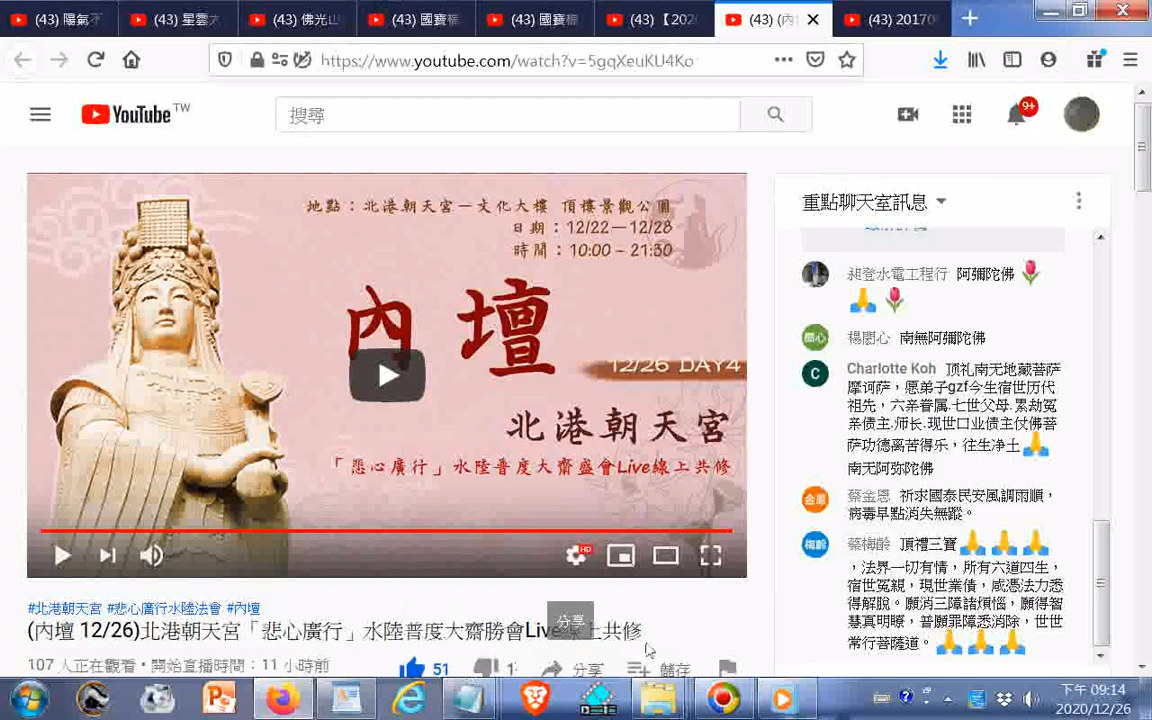 (43) 陽氣不
(43) 星雲大
(43) 佛光山
(43) 國寶楠
(43) 國寶楠
(43) 【202
(43) (內
(43) 20170
https://www.youtube.com/watch?v=5gqXeuKU4Ko
YouTube TW
搜尋
9+
地點：北港朝天宮－文化大樓 頂樓景觀公園
日期：12/22－12/28
時間：10:00 - 21:30
內壇
12/26 DAY4
北港朝天宮
「悲心廣行」水陸普度大齋盛會Live線上共修
HD
#北港朝天宮 #悲心廣行水陸法會 #內壇
分享
(內壇 12/26)北港朝天宮「悲心廣行」水陸普度大齋勝會Live線上共修
107 人正在觀看 • 開始直播時間：11 小時前
51
1
分享
儲存
重點聊天室訊息
昶登水電工程行 阿彌陀佛🌷
🙏🌷
楊閎心 南無阿彌陀佛
C
Charlotte Koh 顶礼南无地藏菩萨
摩诃萨，愿弟子gzf今生宿世历代
祖先，六亲眷属.七世父母.累劫冤
亲债主.师长.现世口业债主仗佛菩
萨功德离苦得乐，往生净土🙏
南无阿弥陀佛
金恩
蔡金恩 祈求國泰民安風調雨順，
病毒早點消失無蹤。
梅齡
蔡梅齡 頂禮三寶🙏🙏🙏
，法界一切有情，所有六道四生，
宿世冤親，現世業債，咸憑法力悉
得解脫。願消三障諸煩惱，願得智
慧真明瞭，普願罪障悉消除，世世
常行菩薩道。🙏🙏🙏
下午 09:14
2020/12/26